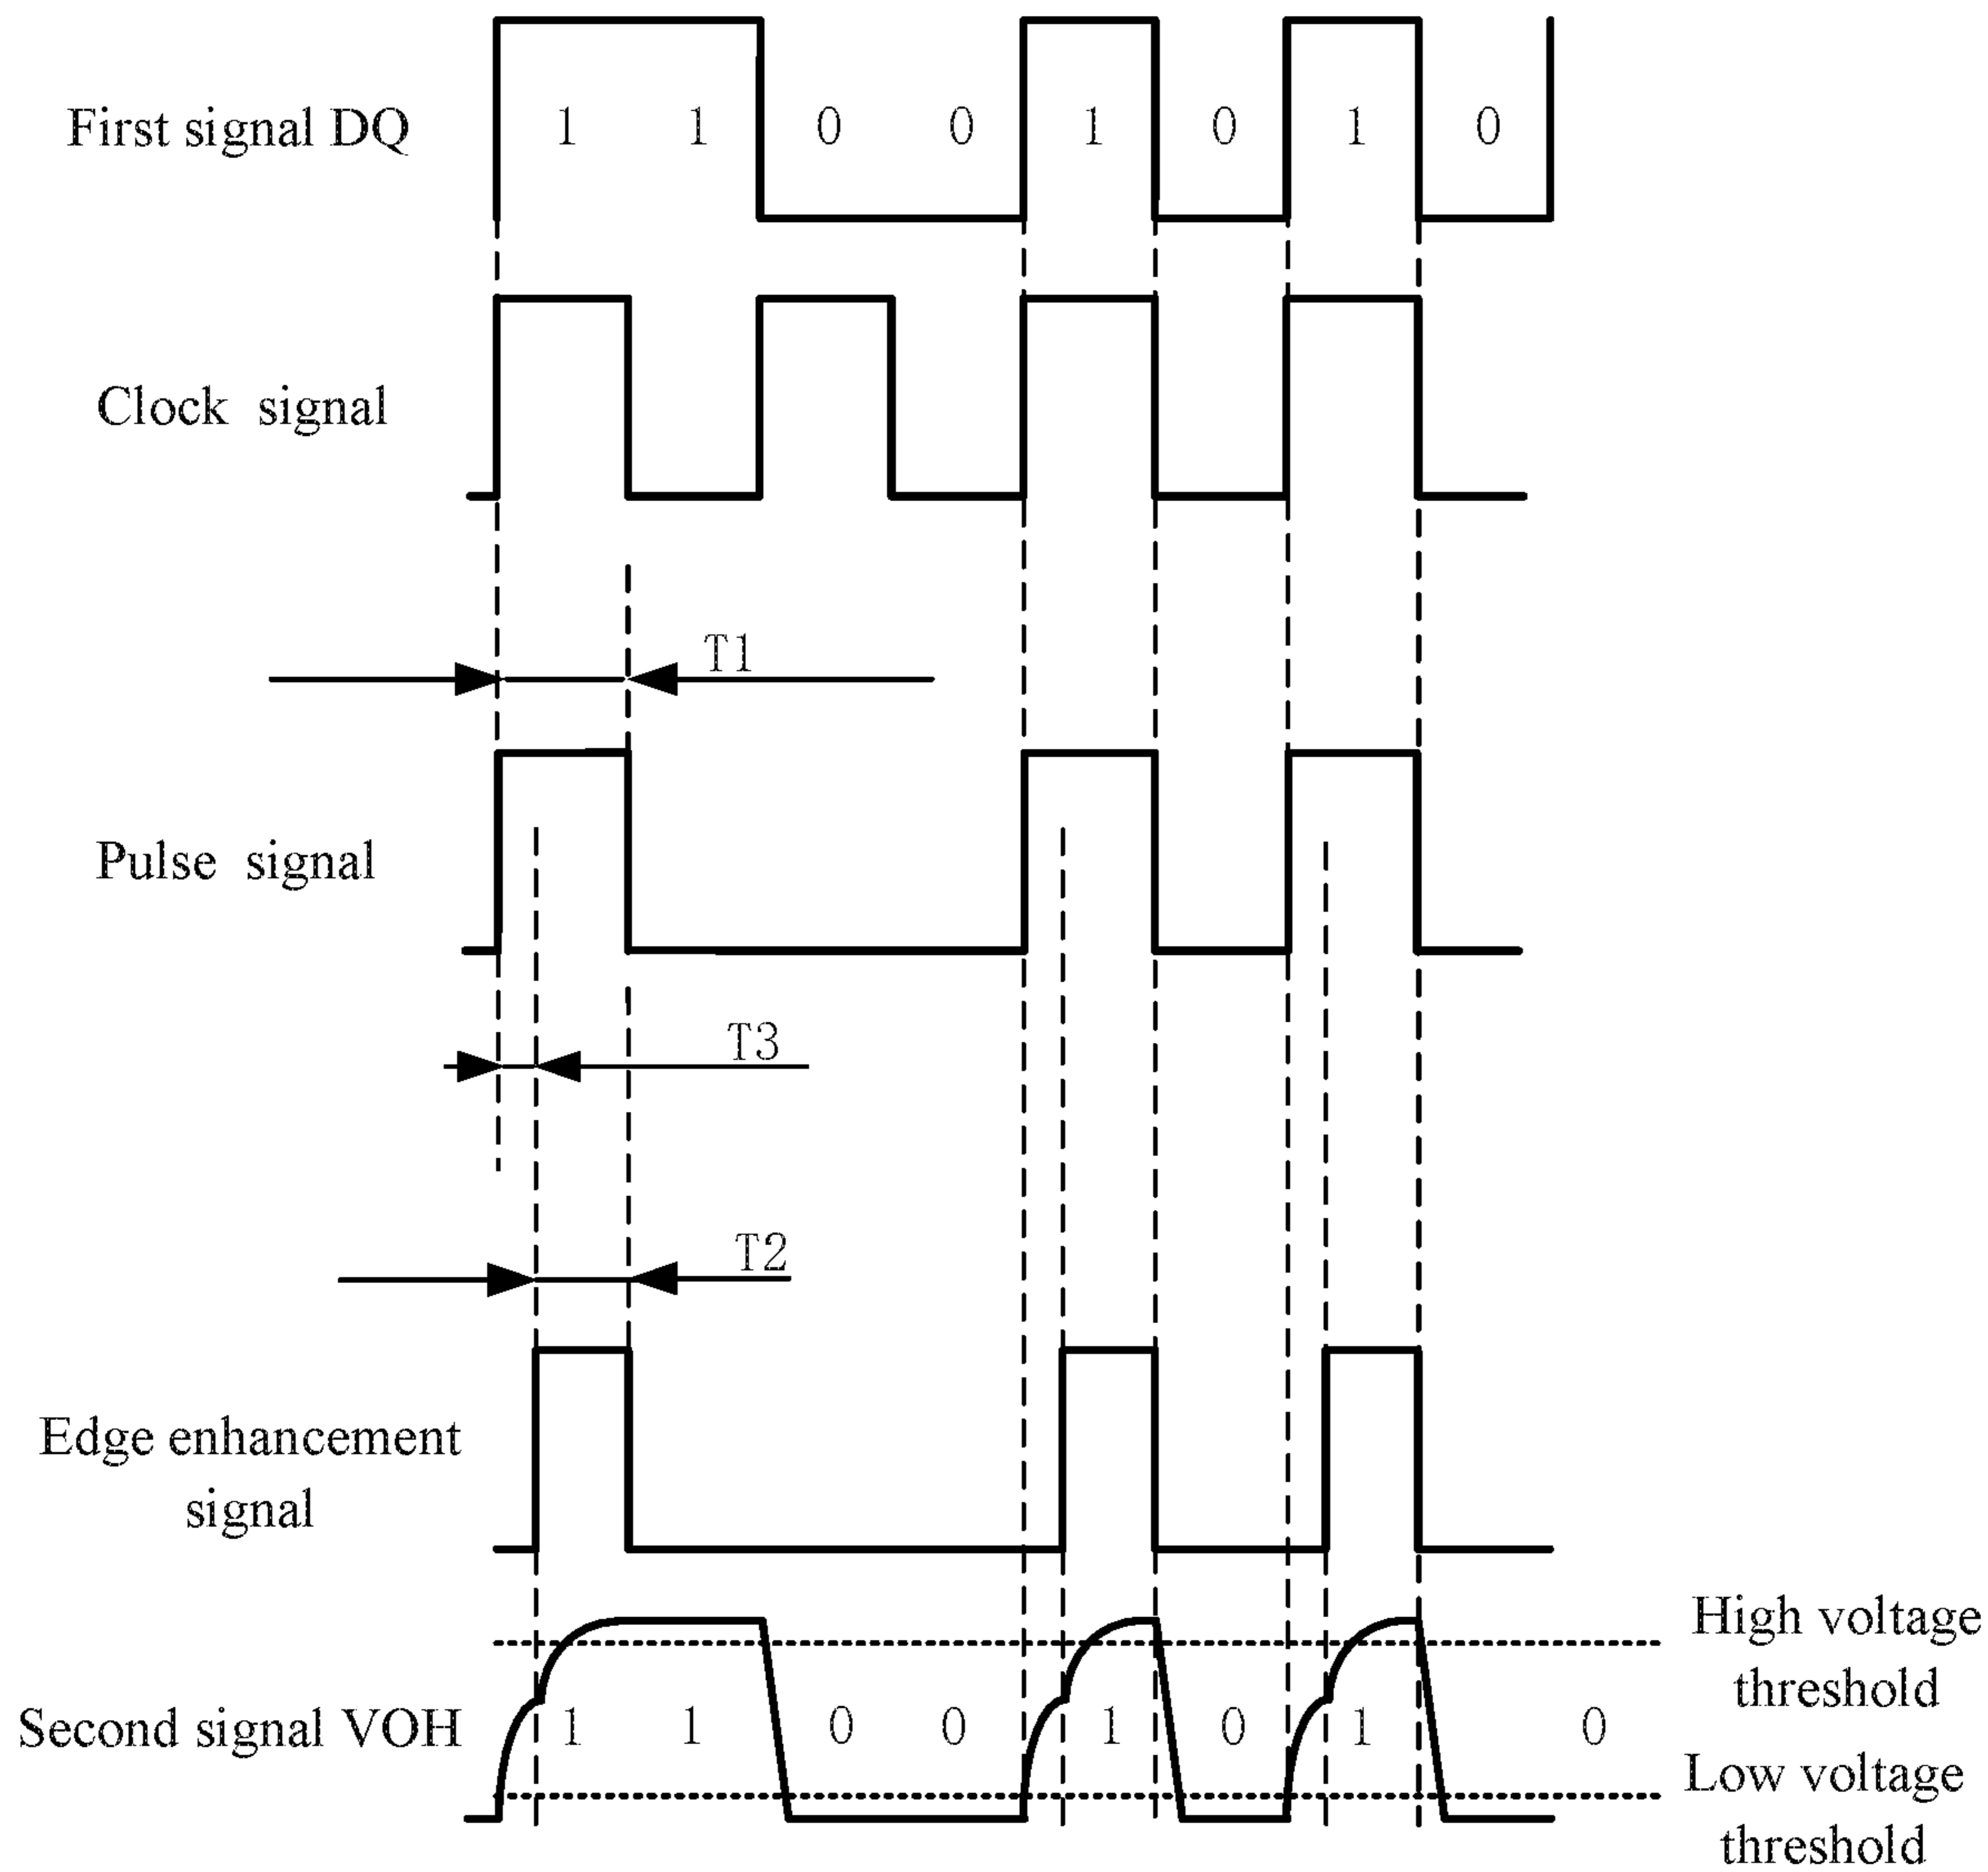 First signal DQ 1 1 0 0 1 0 1 0
Clock signal
T1
Pulse signal
T3
T2
Edge enhancement
signal
High voltage
threshold
Second signal VOH 1 1 0 0 1 0 1 0
Low voltage
threshold